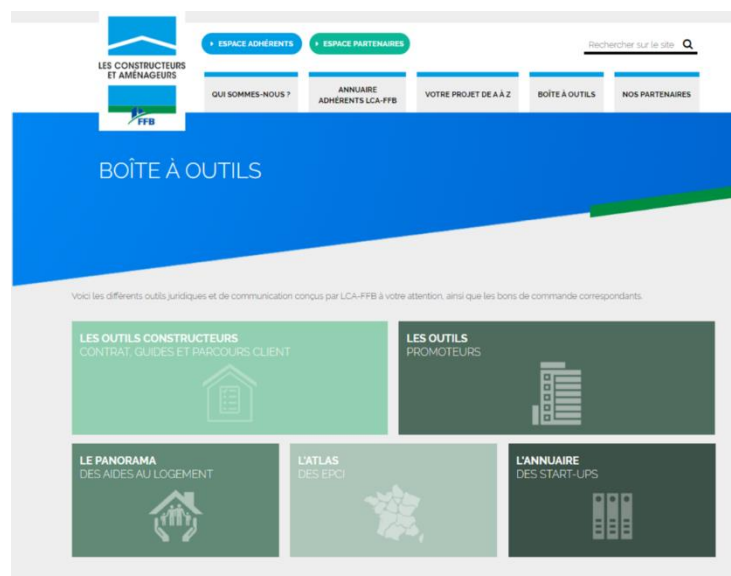 ESPACE ADHÉRENTS
ESPACE PARTENAIRES
Rechercher sur le site
LES CONSTRUCTEURS
ET AMÉNAGEURS
FFB
QUI SOMMES-NOUS ?
ANNUAIRE
ADHÉRENTS LCA-FFB
VOTRE PROJET DE A À Z
BOÎTE À OUTILS
NOS PARTENAIRES
BOÎTE À OUTILS
Voici les différents outils juridiques et de communication conçus par LCA-FFB à votre attention, ainsi que les bons de commande correspondants.
LES OUTILS CONSTRUCTEURS
CONTRAT, GUIDES ET PARCOURS CLIENT
LES OUTILS
PROMOTEURS
LE PANORAMA
DES AIDES AU LOGEMENT
L'ATLAS
DES EPCI
L'ANNUAIRE
DES START-UPS